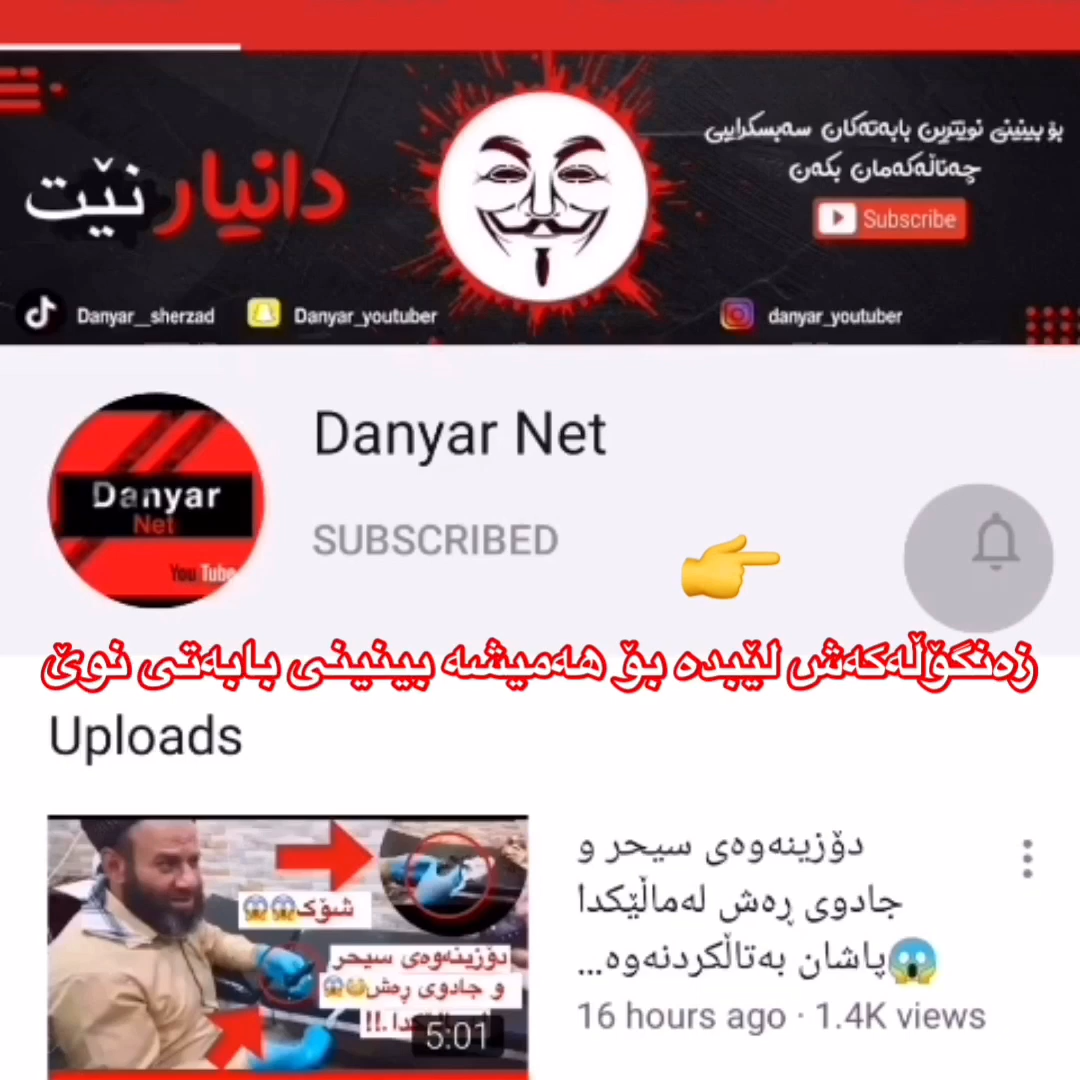 بۆ بینینی نوێترین بابەتەکان سەبسکرایبی
چەناڵەکەمان بکەن
Subscribe
دانیار نێت
Danyar__sherzad
Danyar_youtuber
danyar_youtuber
Danyar Net
Danyar
Net
YouTube
SUBSCRIBED
زەنگۆڵەکەش لێبدە بۆ هەمیشە بینینی بابەتی نوێ
Uploads
شۆک😱😱
دۆزینەوەی سیحر
و جادوی ڕەش😂😱
!!.
5:01
دۆزینەوەی سیحر و
جادوی ڕەش لەماڵێکدا
😱پاشان بەتاڵکردنەوە...
16 hours ago · 1.4K views